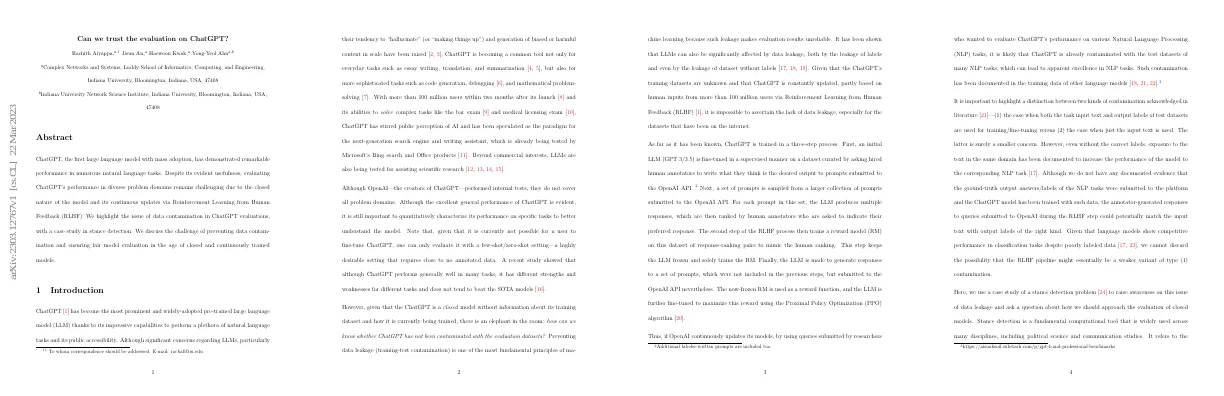 arXiv:2303.12767v1 [cs.CL] 22 Mar 2023
Can we trust the evaluation on ChatGPT?
Rachith Aiyappa,ᵃ,¹ Jisun An,ᵃ Haewoon Kwak,ᵃ Yong-Yeol Ahnᵃ,ᵇ
ᵃComplex Networks and Systems, Luddy School of Informatics, Computing, and Engineering,
Indiana University, Bloomington, Indiana, USA, 47408
ᵇIndiana University Network Science Institute, Indiana University, Bloomington, Indiana, USA,
47408
Abstract
ChatGPT, the first large language model with mass adoption, has demonstrated remarkable
performance in numerous natural language tasks. Despite its evident usefulness, evaluating
ChatGPT's performance in diverse problem domains remains challenging due to the closed
nature of the model and its continuous updates via Reinforcement Learning from Human
Feedback (RLHF). We highlight the issue of data contamination in ChatGPT evaluations,
with a case study in stance detection. We discuss the challenge of preventing data contam-
ination and ensuring fair model evaluation in the age of closed and continuously trained
models.
1 Introduction
ChatGPT [1] has become the most prominent and widely-adopted pre-trained large language
model (LLM) thanks to its impressive capabilities to perform a plethora of natural language
tasks and its public accessibility. Although significant concerns regarding LLMs, particularly
To whom correspondence should be addressed. E-mail:
1
their tendency to "hallucinate" (or "making things up") and generation of biased or harmful
content in scale have been raised [2, 3], ChatGPT is becoming a common tool not only for
everyday tasks such as essay writing, translation, and summarization [4, 5], but also for
more sophisticated tasks such as code generation, debugging [6], and mathematical problem-
solving [7]. With more than 100 million users within two months after its launch [8] and
its abilities to solve complex tasks like the bar exam [9] and medical licensing exam [10],
ChatGPT has stirred public perception of AI and has been speculated as the paradigm for
the next-generation search engine and writing assistant, which is already being tested by
Microsoft's Bing search and Office products [11]. Beyond commercial interests, LLMs are
also being tested for assisting scientific research [12, 13, 14, 15].
Although OpenAI—the creators of ChatGPT—performed internal tests, they do not cover
all problem domains. Although the excellent general performance of ChatGPT is evident,
it is still important to quantitatively characterize its performance on specific tasks to better
understand the model. Note that, given that it is currently not possible for a user to
fine-tune ChatGPT, one can only evaluate it with a few-shot/zero-shot setting—a highly
desirable setting that requires close to no annotated data. A recent study showed that
although ChatGPT performs generally well in many tasks, it has different strengths and
weaknesses for different tasks and does not tend to beat the SOTA models [16].
However, given that the ChatGPT is a closed model without information about its training
dataset and how it is currently being trained, there is an elephant in the room: how can we
know whether ChatGPT has not been contaminated with the evaluation datasets? Preventing
data leakage (training-test contamination) is one of the most fundamental principles of ma-
2
chine learning because such leakage makes evaluation results unreliable. It has been shown
that LLMs can also be significantly affected by data leakage, both by the leakage of labels
and even by the leakage of dataset without labels [17, 18, 19]. Given that the ChatGPT's
training datasets are unknown and that ChatGPT is constantly updated, partly based on
human inputs from more than 100 million users via Reinforcement Learning from Human
Feedback (RLHF) [1], it is impossible to ascertain the lack of data leakage, especially for the
datasets that have been on the internet.
As far as it has been known, ChatGPT is trained in a three-step process. First, an initial
LLM (GPT 3/3.5) is fine-tuned in a supervised manner on a dataset curated by asking hired
human annotators to write what they think is the desired output to prompts submitted to
the OpenAI API. ² Next, a set of prompts is sampled from a larger collection of prompts
submitted to the OpenAI API. For each prompt in this set, the LLM produces multiple
responses, which are then ranked by human annotators who are asked to indicate their
preferred response. The second step of the RLHF process then trains a reward model (RM)
on this dataset of response-ranking pairs to mimic the human ranking. This step keeps
the LLM frozen and solely trains the RM. Finally, the LLM is made to generate responses
to a set of prompts, which were not included in the previous steps, but submitted to the
OpenAI API nevertheless. The now-frozen RM is used as a reward function, and the LLM is
further fine-tuned to maximize this reward using the Proximal Policy Optimization (PPO)
algorithm [20].
Thus, if OpenAI continuously updates its models, by using queries submitted by researchers
²Additional labeler-written prompts are included too
3
who wanted to evaluate ChatGPT's performance on various Natural Language Processing
(NLP) tasks, it is likely that ChatGPT is already contaminated with the test datasets of
many NLP tasks, which can lead to apparent excellence in NLP tasks. Such contamination
has been documented in the training data of other language models [18, 21, 22].³
It is important to highlight a distinction between two kinds of contamination acknowledged in
literature [21]—(1) the case when both the task input text and output labels of test datasets
are used for training/fine-tuning versus (2) the case when just the input text is used. The
latter is surely a smaller concern. However, even without the correct labels, exposure to the
text in the same domain has been documented to increase the performance of the model to
the corresponding NLP task [17]. Although we do not have any documented evidence that
the ground-truth output answers/labels of the NLP tasks were submitted to the platform
and the ChatGPT model has been trained with such data, the annotator-generated responses
to queries submitted to OpenAI during the RLHF step could potentially match the input
text with output labels of the right kind. Given that language models show competitive
performance in classification tasks despite poorly labeled data [17, 23], we cannot discard
the possibility that the RLHF pipeline might essentially be a weaker variant of type (1)
contamination.
Here, we use a case study of a stance detection problem [24] to raise awareness on this issue
of data leakage and ask a question about how we should approach the evaluation of closed
models. Stance detection is a fundamental computational tool that is widely used across
many disciplines, including political science and communication studies. It refers to the
³https://aisnakeoil.substack.com/p/gpt-4-and-professional-benchmarks
4